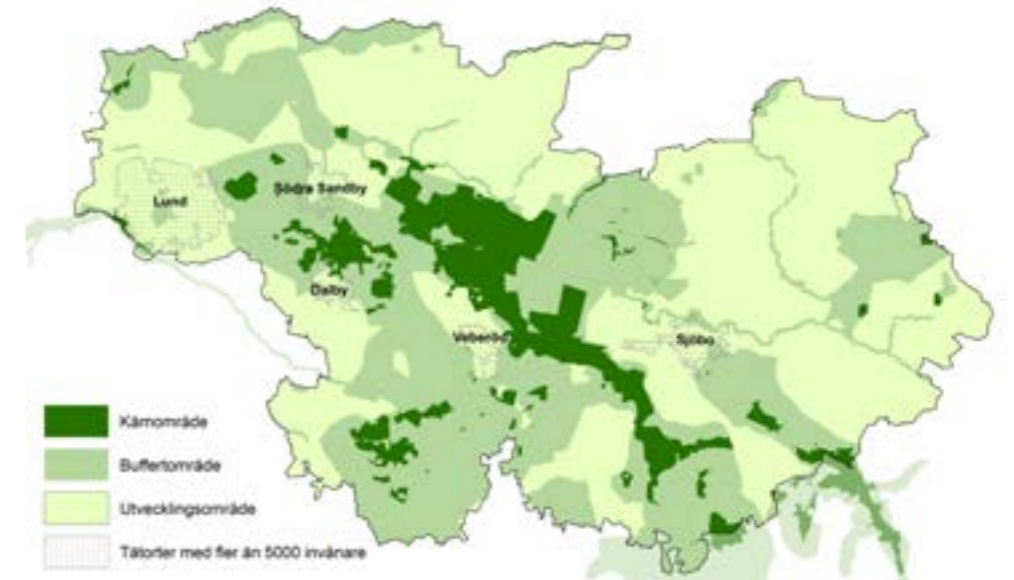 Lund
Södra Sandby
Dalby
Veberöd
Sjöbo
Kärnområde
Buffertområde
Utvecklingsområde
Tätorter med fler än 5000 invånare